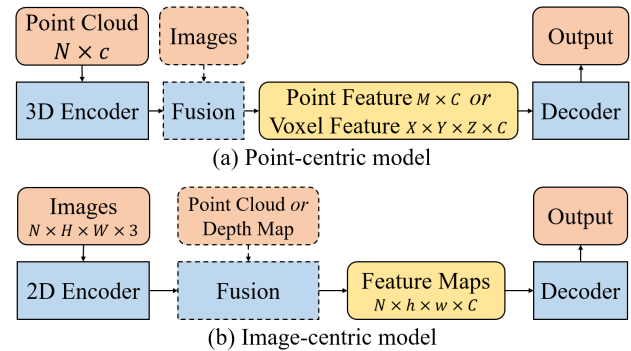 Point Cloud
N × c
Images
Output
3D Encoder
Fusion
Point Feature M × C or
Voxel Feature X × Y × Z × C
Decoder
(a) Point-centric model
Images
N × H × W × 3
Point Cloud or
Depth Map
Output
2D Encoder
Fusion
Feature Maps
N × h × w × C
Decoder
(b) Image-centric model